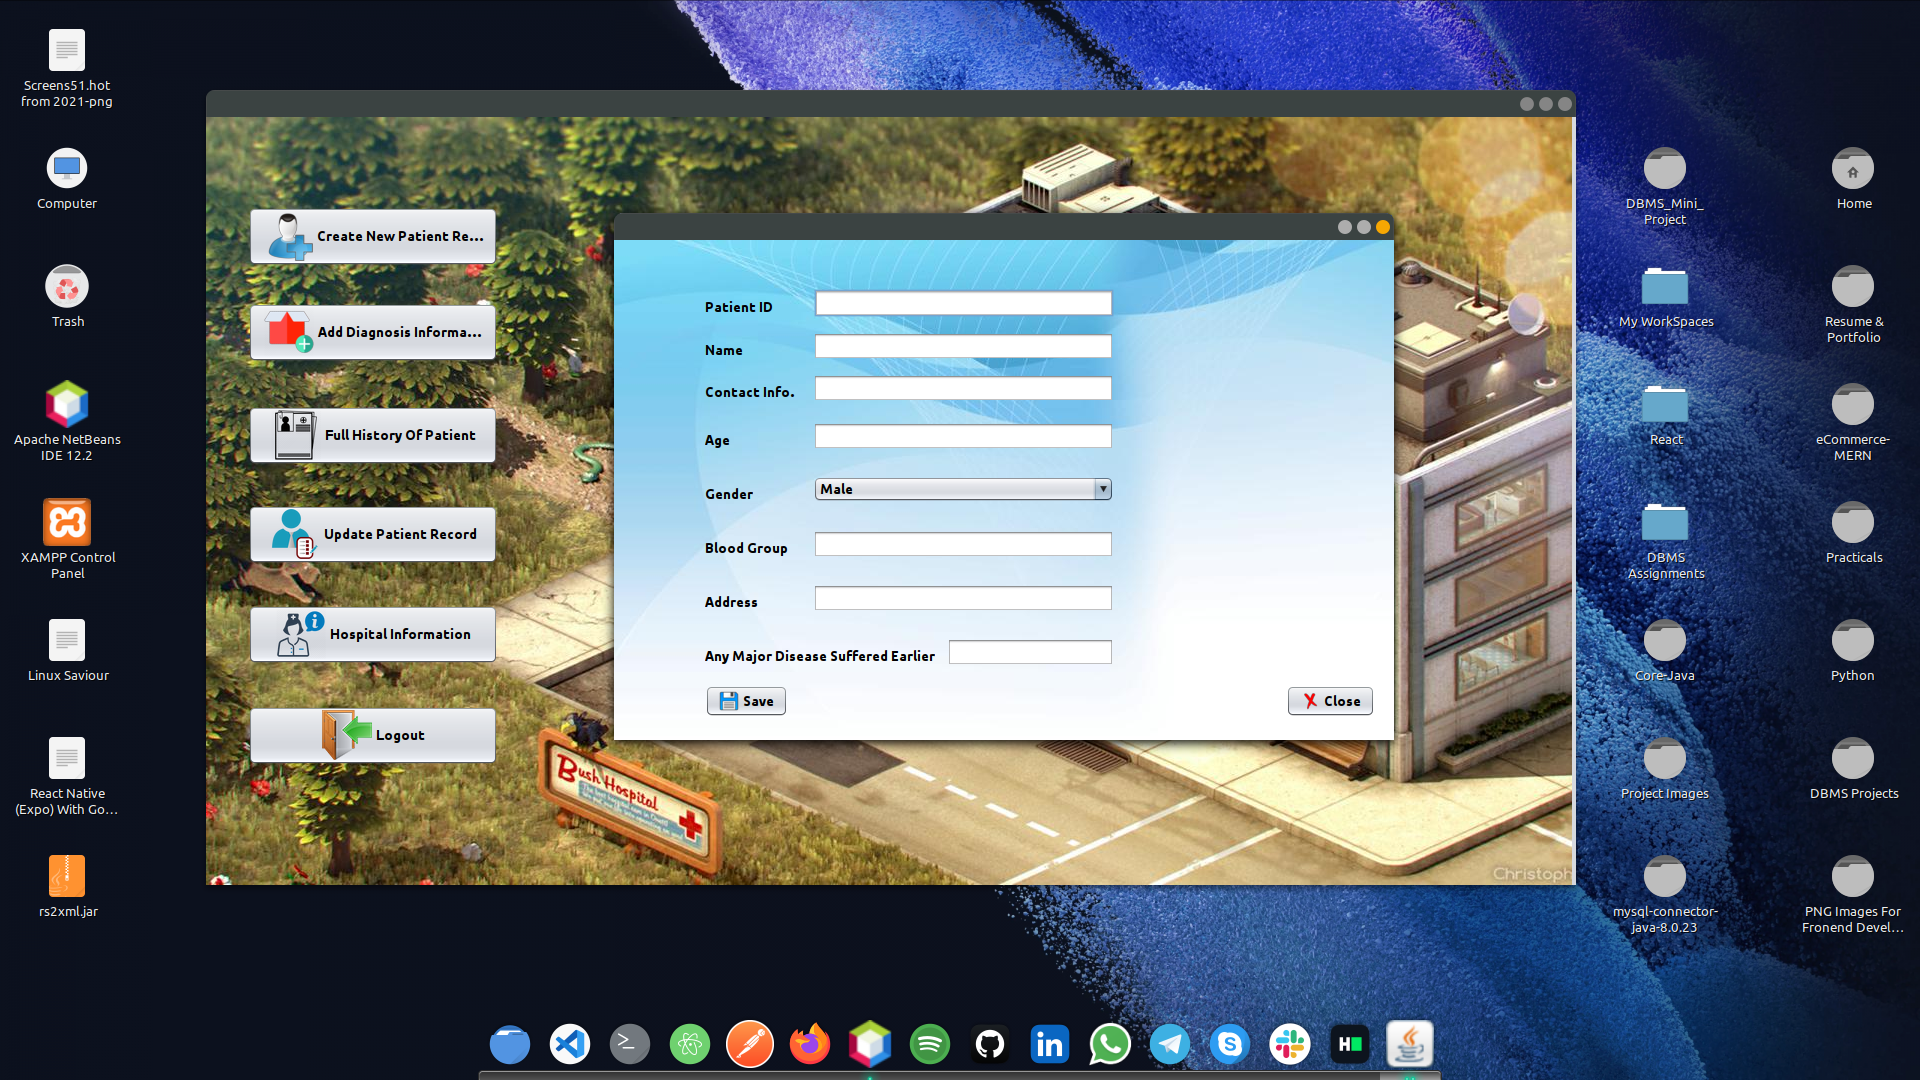 Screens51.hot
from 2021-png
Computer
Trash
Apache NetBeans
IDE 12.2
XAMPP Control
Panel
Linux Saviour
React Native
(Expo) With Go...
rs2xml.jar
Create New Patient Re...
Add Diagnosis Informa...
Full History Of Patient
Update Patient Record
Hospital Information
Logout
Patient ID
Name
Contact Info.
Age
Gender
Male
Blood Group
Address
Any Major Disease Suffered Earlier
Save
Close
Bush Hospital
Christoph
DBMS_Mini_
Project
My WorkSpaces
React
DBMS
Assignments
Core-Java
Project Images
mysql-connector-
java-8.0.23
Home
Resume &
Portfolio
eCommerce-
MERN
Practicals
Python
DBMS Projects
PNG Images For
Fronend Devel...
in
S
H